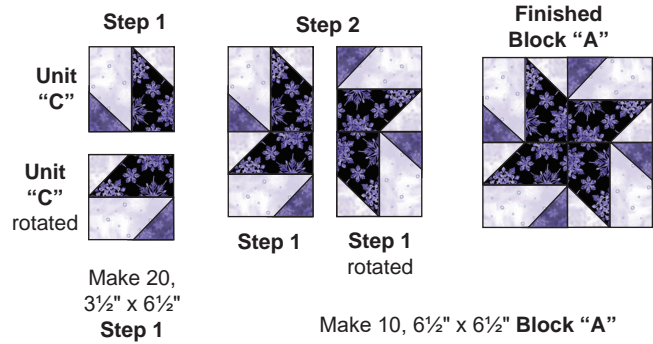 Step 1
Unit
“C”
Unit
“C”
rotated
Make 20,
3½" x 6½"
Step 1
Step 2
Step 1
Step 1
rotated
Finished
Block “A”
Make 10, 6½" x 6½" Block “A”